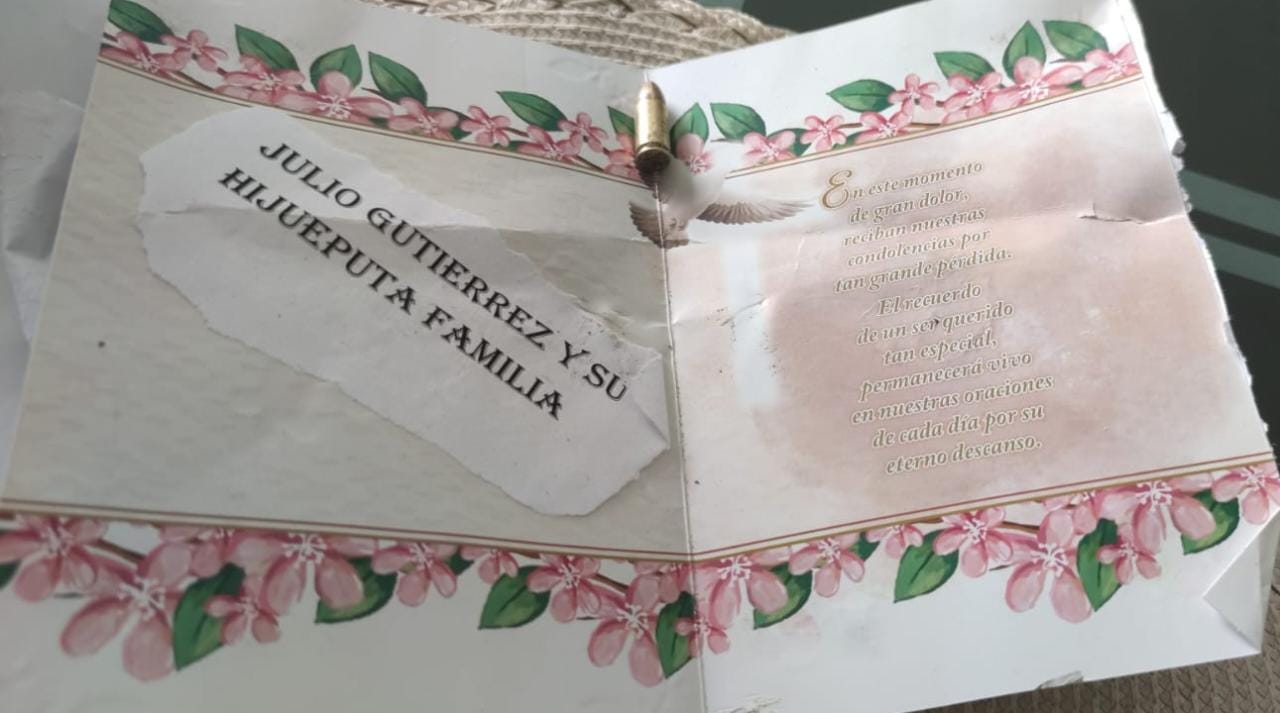 JULIO GUTIERREZ Y SU
HIJUEPUTA FAMILIA
En este momento
de gran dolor,
reciban nuestras
condolencias por
tan grande pérdida.
El recuerdo
de un ser querido
tan especial,
permanecerá vivo
en nuestras oraciones
de cada día por su
eterno descanso.